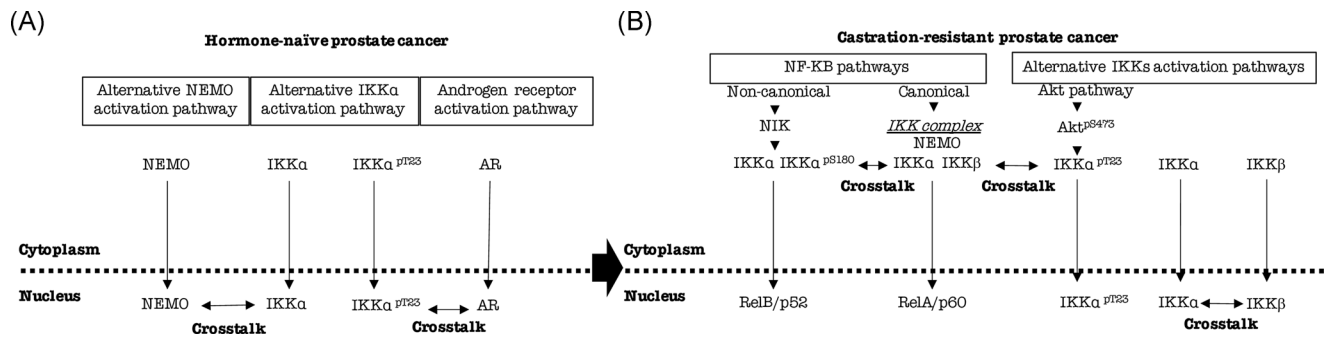 (A)
Hormone-naïve prostate cancer
Alternative NEMO
activation pathway
Alternative IKKα
activation pathway
Androgen receptor
activation pathway
NEMO IKKα IKKα pT23 AR
Cytoplasm
Nucleus
NEMO IKKα IKKα pT23 AR
Crosstalk Crosstalk
(B)
Castration-resistant prostate cancer
NF-KB pathways Alternative IKKs activation pathways
Non-canonical Canonical Akt pathway
NIK IKK complex Akt pS473
NEMO
IKKα IKKα pS180 IKKα IKKβ IKKα pT23 IKKα IKKβ
Crosstalk Crosstalk
Cytoplasm
Nucleus
RelB/p52 RelA/p60 IKKα pT23 IKKα IKKβ
Crosstalk